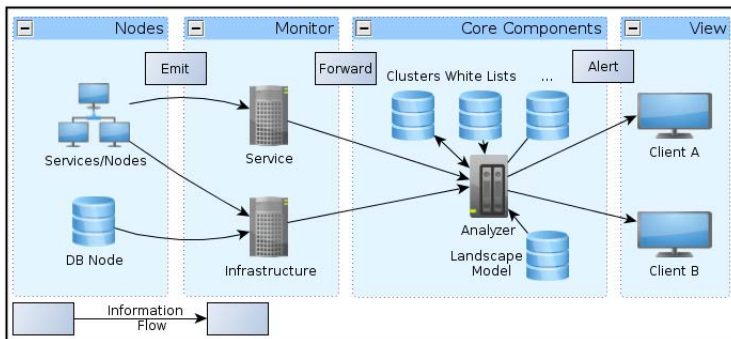 Nodes
Monitor
Core Components
View
Emit
Forward
Alert
Clusters White Lists
...
Services/Nodes
Service
Client A
DB Node
Infrastructure
Analyzer
Landscape
Model
Client B
Information
Flow